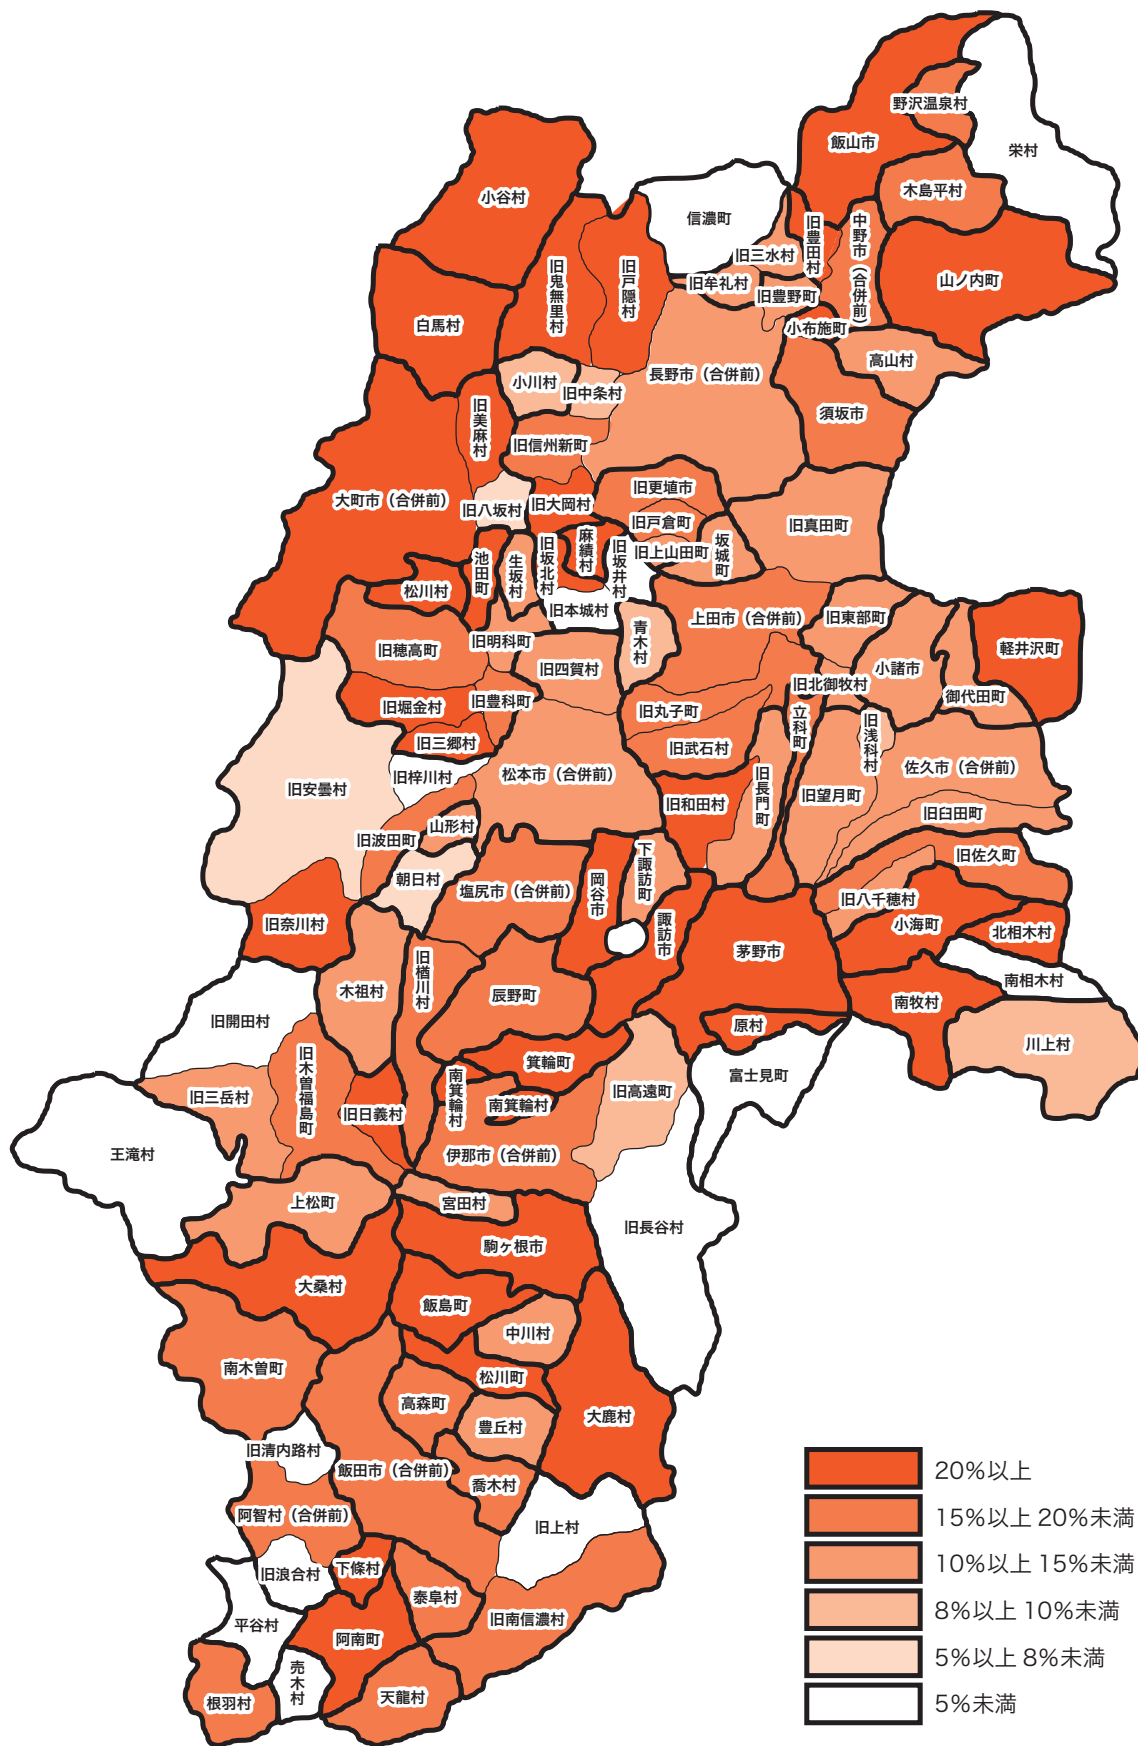 野沢温泉村
飯山市
栄村
木島平村
小谷村
信濃町
旧三水村
旧豊田村
中野市（合併前）
旧鬼無里村
旧戸隠村
旧牟礼村
旧豊野町
山ノ内町
白馬村
小布施町
高山村
小川村
旧中条村
長野市（合併前）
須坂市
旧美麻村
旧信州新町
大町市（合併前）
旧八坂村
旧大岡村
旧更埴市
旧戸倉町
旧真田町
池田町
生坂村
旧坂北村
麻績村
旧坂井村
旧上山田町
坂城町
松川村
旧本城村
青木村
上田市（合併前）
旧東部町
軽井沢町
旧穂高町
旧明科町
旧四賀村
小諸市
御代田町
旧北御牧村
旧堀金村
旧豊科町
旧丸子町
立科町
旧浅科村
旧三郷村
旧武石村
旧安曇村
旧梓川村
松本市（合併前）
旧和田村
旧長門町
旧望月町
佐久市（合併前）
旧臼田町
旧波田町
山形村
旧佐久町
朝日村
塩尻市（合併前）
岡谷市
下諏訪町
旧八千穂村
旧奈川村
諏訪市
茅野市
小海町
北相木村
木祖村
旧楢川村
辰野町
南相木村
南牧村
旧開田村
原村
川上村
旧木曽福島町
箕輪町
富士見町
旧三岳村
旧日義村
南箕輪村
南箕輪村
旧高遠町
王滝村
伊那市（合併前）
上松町
宮田村
旧長谷村
駒ヶ根市
大桑村
飯島町
中川村
南木曽町
松川町
高森町
大鹿村
豊丘村
旧清内路村
飯田市（合併前）
喬木村
阿智村（合併前）
旧上村
旧浪合村
下條村
泰阜村
旧南信濃村
平谷村
阿南町
売木村
根羽村
天龍村
20%以上
15%以上 20%未満
10%以上 15%未満
8%以上 10%未満
5%以上 8%未満
5%未満